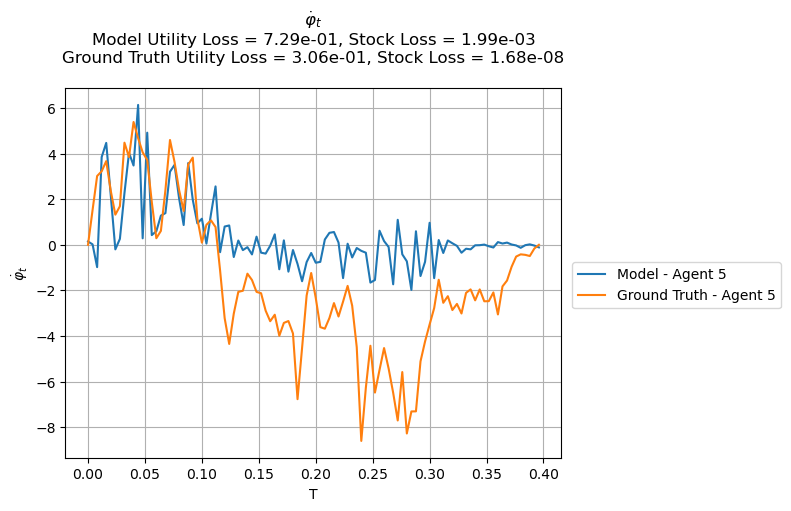 φ̇ₜ
Model Utility Loss = 7.29e-01, Stock Loss = 1.99e-03
Ground Truth Utility Loss = 3.06e-01, Stock Loss = 1.68e-08
6
4
2
0
−2
−4
−6
−8
φ̇ₜ
0.00 0.05 0.10 0.15 0.20 0.25 0.30 0.35 0.40
T
Model - Agent 5
Ground Truth - Agent 5